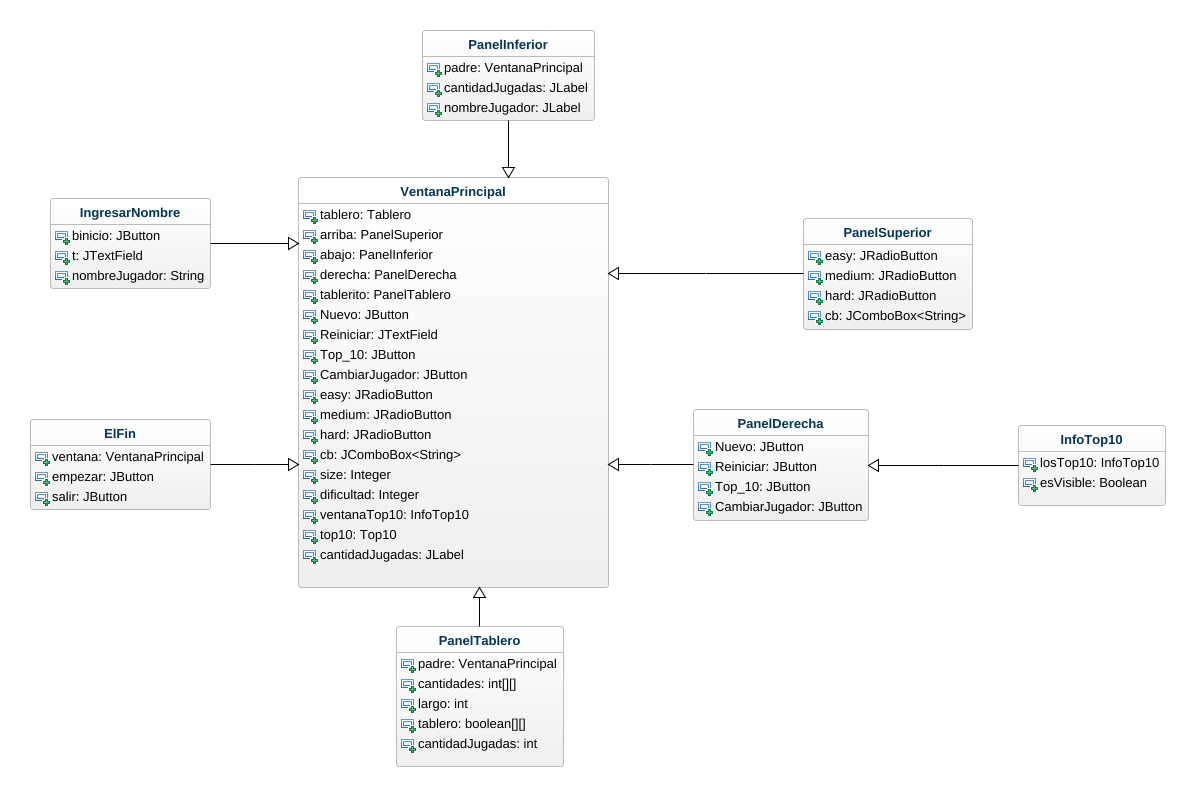 PanelInferior
padre: VentanaPrincipal
cantidadJugadas: JLabel
nombreJugador: JLabel
VentanaPrincipal
tablero: Tablero
arriba: PanelSuperior
abajo: PanelInferior
derecha: PanelDerecha
tablerito: PanelTablero
Nuevo: JButton
Reiniciar: JTextField
Top_10: JButton
CambiarJugador: JButton
easy: JRadioButton
medium: JRadioButton
hard: JRadioButton
cb: JComboBox<String>
size: Integer
dificultad: Integer
ventanaTop10: InfoTop10
top10: Top10
cantidadJugadas: JLabel
IngresarNombre
binicio: JButton
t: JTextField
nombreJugador: String
PanelSuperior
easy: JRadioButton
medium: JRadioButton
hard: JRadioButton
cb: JComboBox<String>
ElFin
ventana: VentanaPrincipal
empezar: JButton
salir: JButton
PanelDerecha
Nuevo: JButton
Reiniciar: JButton
Top_10: JButton
CambiarJugador: JButton
InfoTop10
losTop10: InfoTop10
esVisible: Boolean
PanelTablero
padre: VentanaPrincipal
cantidades: int[][]
largo: int
tablero: boolean[][]
cantidadJugadas: int